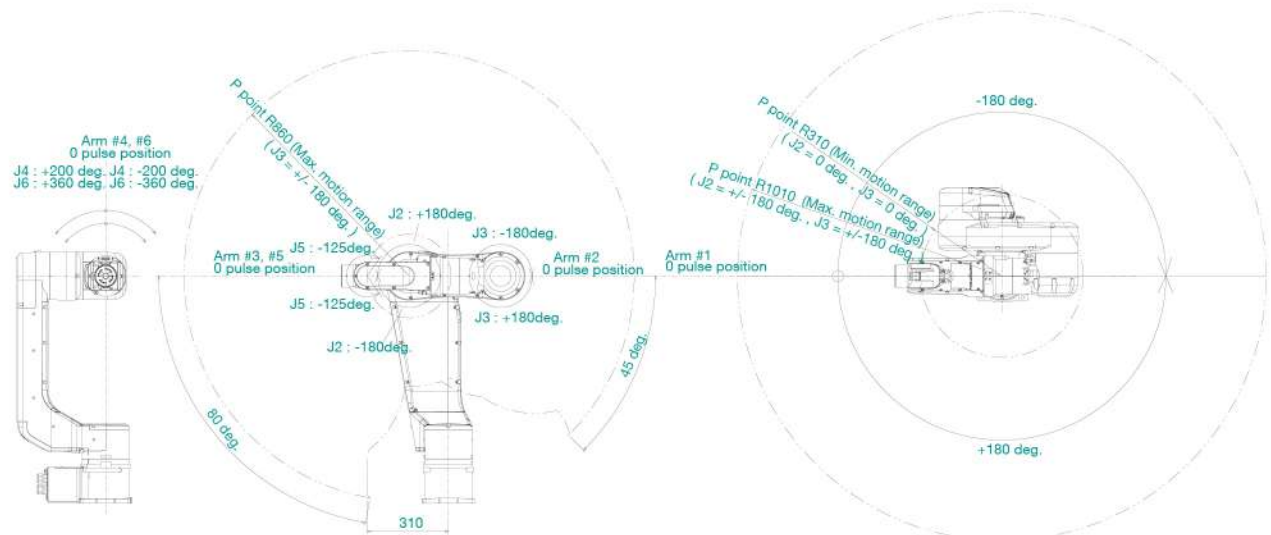 Arm #4, #6
0 pulse position
J4 : +200 deg. J4 : -200 deg.
J6 : +360 deg. J6 : -360 deg.
P point R860 (Max. motion range)
( J3 = +/- 180 deg. )
J2 : +180deg.
J5 : -125deg.
J3 : -180deg.
Arm #3, #5
0 pulse position
Arm #2
0 pulse position
J5 : -125deg.
J3 : +180deg.
J2 : -180deg.
80 deg.
45 deg.
310
-180 deg.
P point R310 (Min. motion range)
( J2 = 0 deg. , J3 = 0 deg. )
P point R1010 (Max. motion range)
( J2 = +/- 180 deg. , J3 = +/-180 deg. )
Arm #1
0 pulse position
+180 deg.